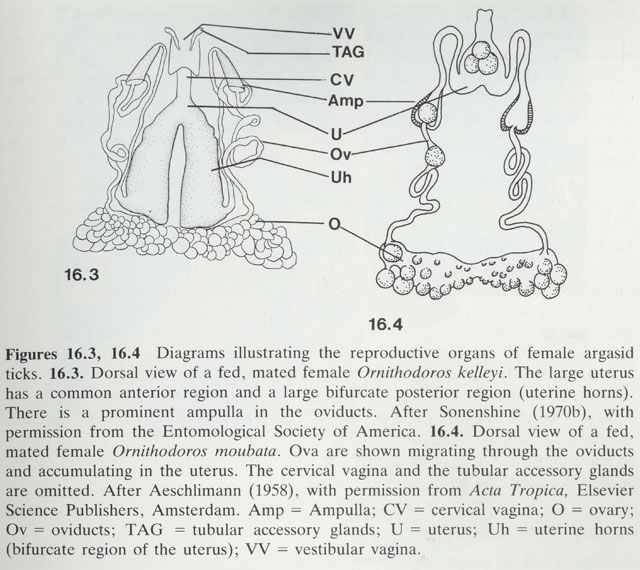 VV
TAG
CV
Amp
U
Ov
Uh
O
16.3
16.4
Figures 16.3, 16.4 Diagrams illustrating the reproductive organs of female argasid
ticks. 16.3. Dorsal view of a fed, mated female Ornithodoros kelleyi. The large uterus
has a common anterior region and a large bifurcate posterior region (uterine horns).
There is a prominent ampulla in the oviducts. After Sonenshine (1970b), with
permission from the Entomological Society of America. 16.4. Dorsal view of a fed,
mated female Ornithodoros moubata. Ova are shown migrating through the oviducts
and accumulating in the uterus. The cervical vagina and the tubular accessory glands
are omitted. After Aeschlimann (1958), with permission from Acta Tropica, Elsevier
Science Publishers, Amsterdam. Amp = Ampulla; CV = cervical vagina; O = ovary;
Ov = oviducts; TAG = tubular accessory glands; U = uterus; Uh = uterine horns
(bifurcate region of the uterus); VV = vestibular vagina.